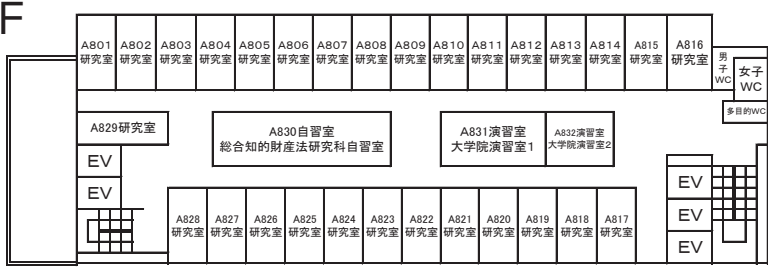 F
A801
研究室
A802
研究室
A803
研究室
A804
研究室
A805
研究室
A806
研究室
A807
研究室
A808
研究室
A809
研究室
A810
研究室
A811
研究室
A812
研究室
A813
研究室
A814
研究室
A815
研究室
A816
研究室
男
子
WC
女子
WC
多目的WC
A829研究室
A830自習室
総合知的財産法研究科自習室
A831演習室
大学院演習室1
A832演習室
大学院演習室2
EV
EV
EV
EV
EV
A828
研究室
A827
研究室
A826
研究室
A825
研究室
A824
研究室
A823
研究室
A822
研究室
A821
研究室
A820
研究室
A819
研究室
A818
研究室
A817
研究室